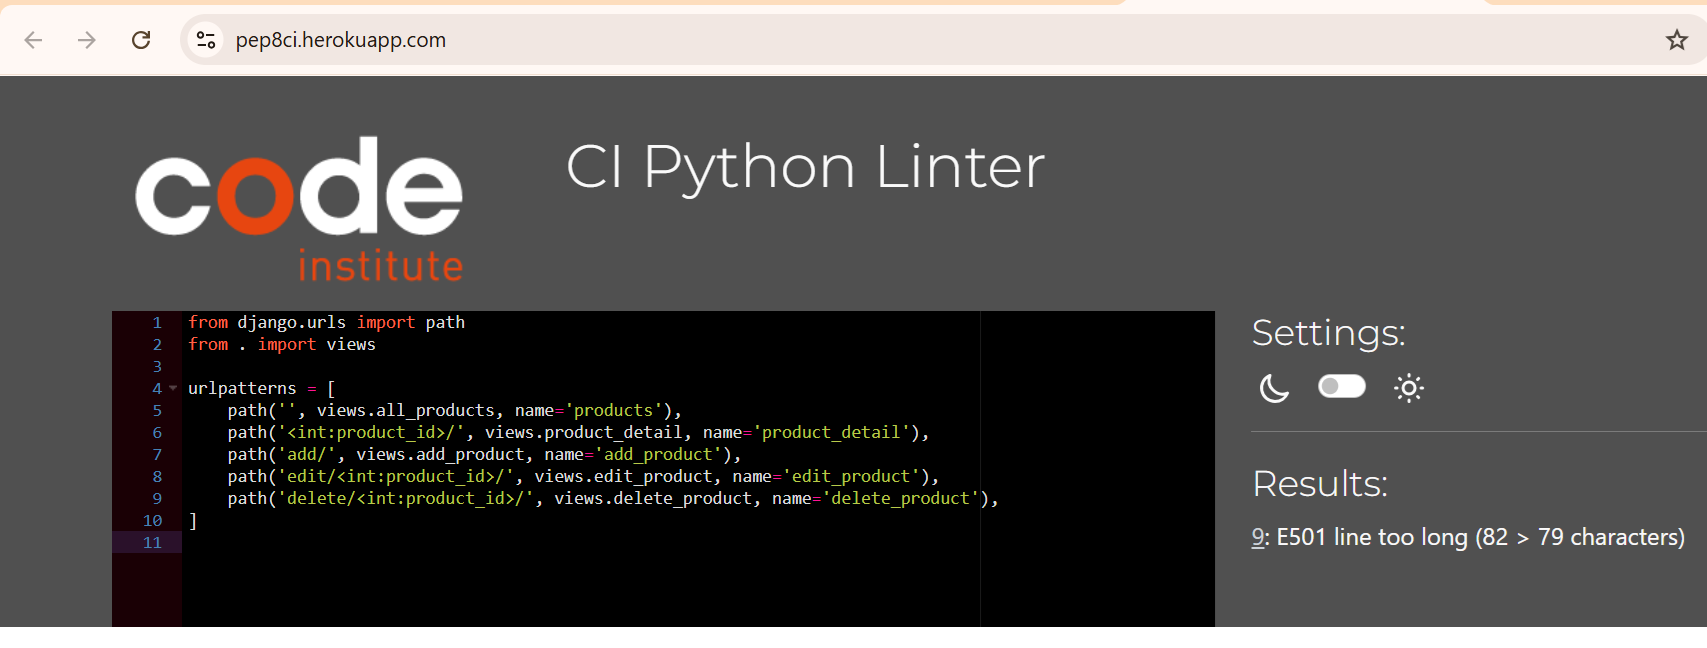 pep8ci.herokuapp.com
code
institute
CI Python Linter
1 from django.urls import path
2 from . import views
3
4 urlpatterns = [
5     path('', views.all_products, name='products'),
6     path('<int:product_id>/', views.product_detail, name='product_detail'),
7     path('add/', views.add_product, name='add_product'),
8     path('edit/<int:product_id>/', views.edit_product, name='edit_product'),
9     path('delete/<int:product_id>/', views.delete_product, name='delete_product'),
10 ]
11
Settings:
Results:
9: E501 line too long (82 > 79 characters)